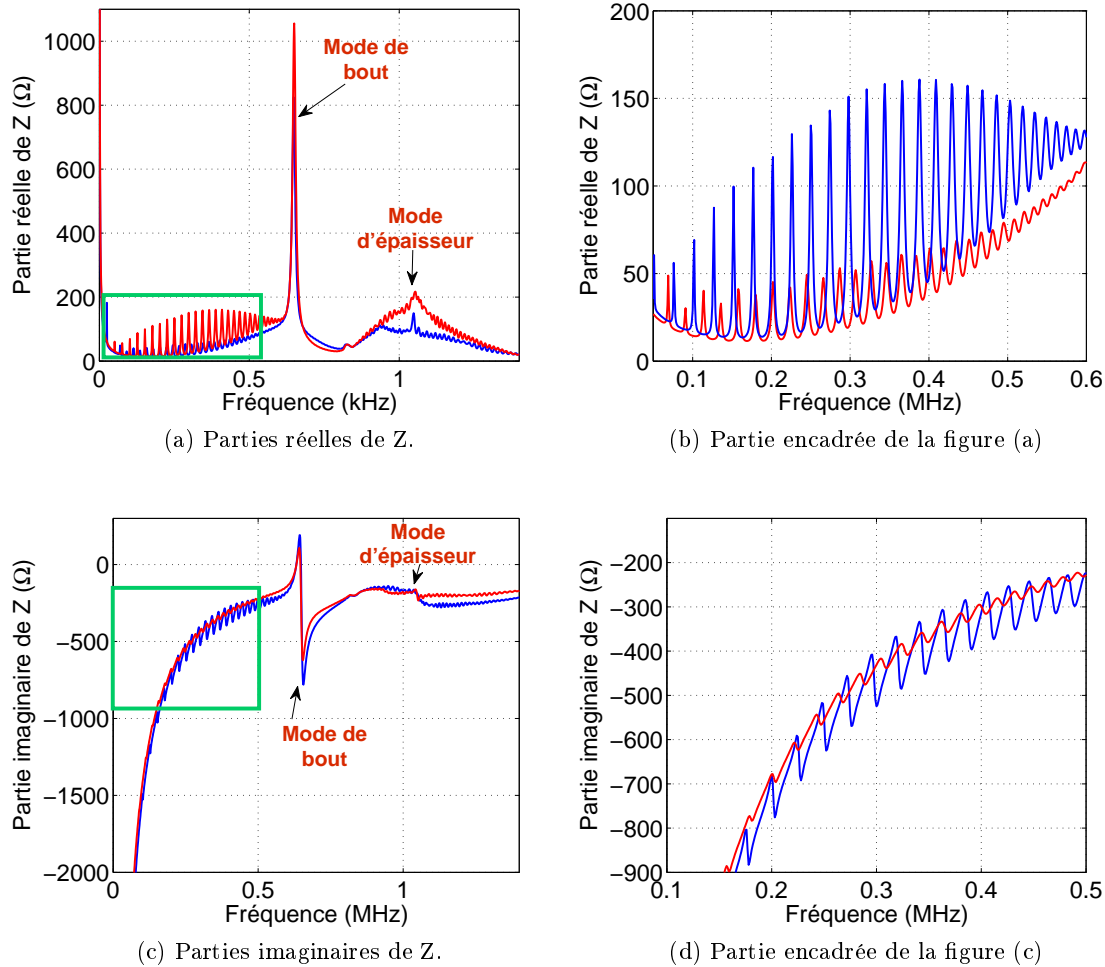 1000
800
600
400
200
0
Partie réelle de Z (Ω)
Mode de
bout
Mode
d'épaisseur
0
0.5
1
Fréquence (kHz)
(a) Parties réelles de Z.
200
150
100
50
0
Partie réelle de Z (Ω)
0.1
0.2
0.3
0.4
0.5
0.6
Fréquence (MHz)
(b) Partie encadrée de la figure (a)
0
−500
−1000
−1500
−2000
Partie imaginaire de Z (Ω)
Mode
d'épaisseur
Mode de
bout
0
0.5
1
Fréquence (MHz)
(c) Parties imaginaires de Z.
−200
−300
−400
−500
−600
−700
−800
−900
Partie imaginaire de Z (Ω)
0.1
0.2
0.3
0.4
0.5
Fréquence (MHz)
(d) Partie encadrée de la figure (c)